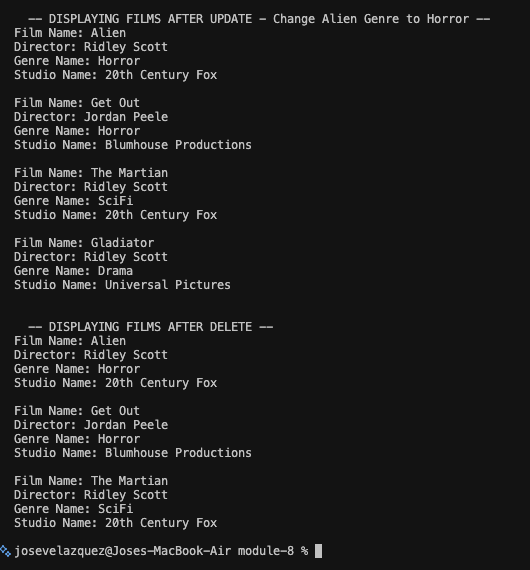 -- DISPLAYING FILMS AFTER UPDATE - Change Alien Genre to Horror --
Film Name: Alien
Director: Ridley Scott
Genre Name: Horror
Studio Name: 20th Century Fox

Film Name: Get Out
Director: Jordan Peele
Genre Name: Horror
Studio Name: Blumhouse Productions

Film Name: The Martian
Director: Ridley Scott
Genre Name: SciFi
Studio Name: 20th Century Fox

Film Name: Gladiator
Director: Ridley Scott
Genre Name: Drama
Studio Name: Universal Pictures

-- DISPLAYING FILMS AFTER DELETE --
Film Name: Alien
Director: Ridley Scott
Genre Name: Horror
Studio Name: 20th Century Fox

Film Name: Get Out
Director: Jordan Peele
Genre Name: Horror
Studio Name: Blumhouse Productions

Film Name: The Martian
Director: Ridley Scott
Genre Name: SciFi
Studio Name: 20th Century Fox

josevelazquez@Joses-MacBook-Air module-8 %